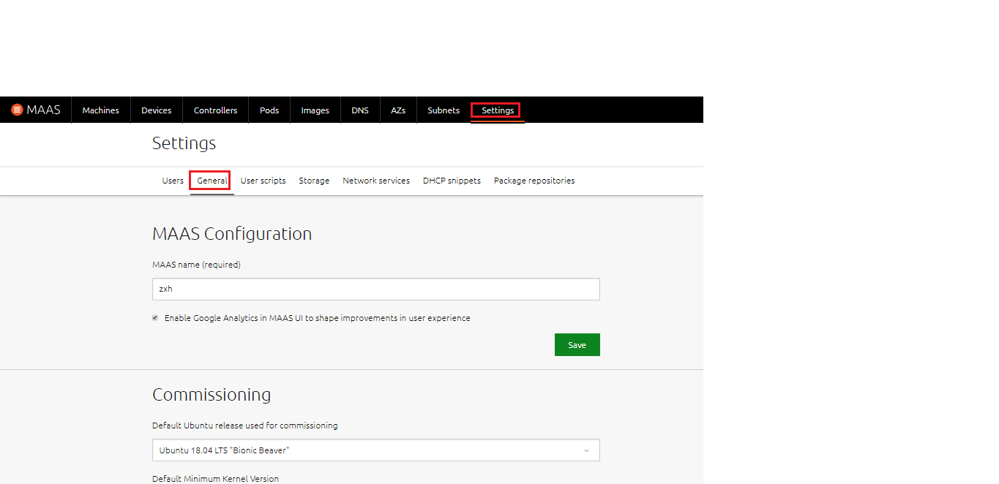 MAAS Machines Devices Controllers Pods Images DNS AZs Subnets Settings
Settings
Users General User scripts Storage Network services DHCP snippets Package repositories
MAAS Configuration
MAAS name (required)
zxh
Enable Google Analytics in MAAS UI to shape improvements in user experience
Save
Commissioning
Default Ubuntu release used for commissioning
Ubuntu 18.04 LTS "Bionic Beaver"
Default Minimum Kernel Version